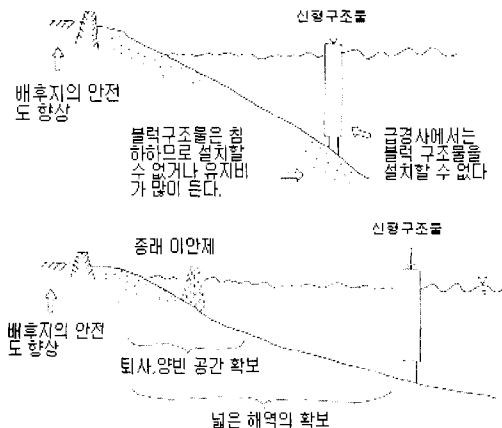 신형구조물
배후지의 안전
도 향상
블럭구조물은 침
하하므로 설치할
수 없거나 유지비
가 많이 든다.
급경사에서는
블럭 구조물을
설치할 수 없다
신형구조물
종래 이안제
배후지의 안전
도 향상
퇴사,양빈 공간 확보
넓은 해역의 확보